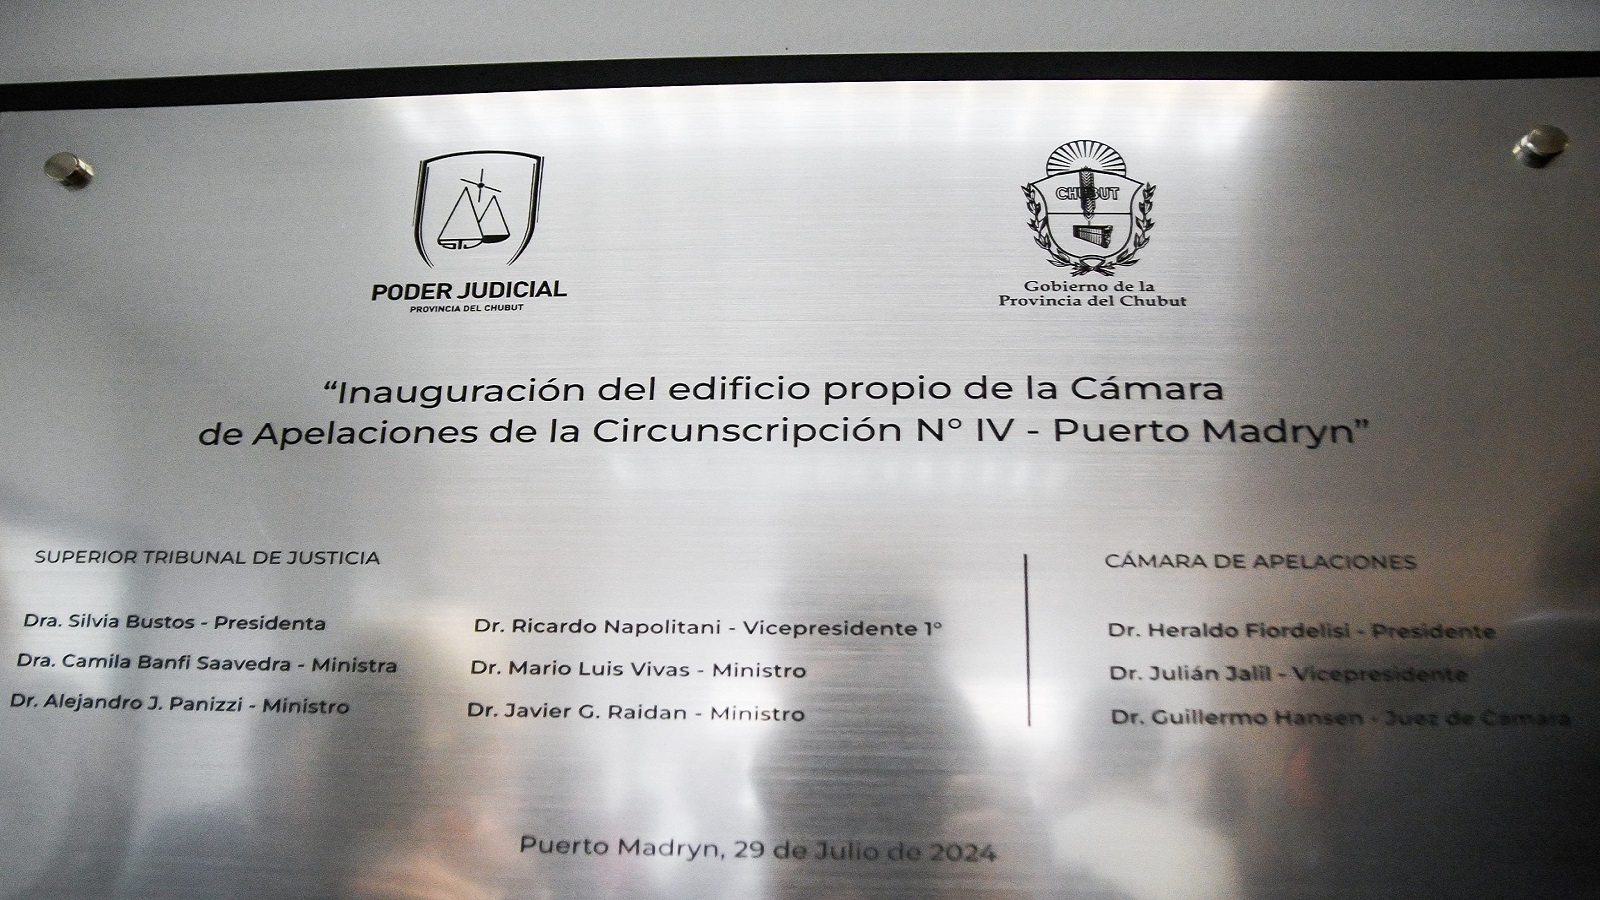 PODER JUDICIAL
PROVINCIA DEL CHUBUT
CHUBUT
Gobierno de la
Provincia del Chubut
“Inauguración del edificio propio de la Cámara
de Apelaciones de la Circunscripción Nº IV - Puerto Madryn”
SUPERIOR TRIBUNAL DE JUSTICIA
Dra. Silvia Bustos - Presidenta
Dra. Camila Banfi Saavedra - Ministra
Dr. Alejandro J. Panizzi - Ministro
Dr. Ricardo Napolitani - Vicepresidente 1º
Dr. Mario Luis Vivas - Ministro
Dr. Javier G. Raidan - Ministro
CÁMARA DE APELACIONES
Dr. Heraldo Fiordelisi - Presidente
Dr. Julián Jalil - Vicepresidente
Dr. Guillermo Hansen - Juez de Cámara
Puerto Madryn, 29 de Julio de 2024